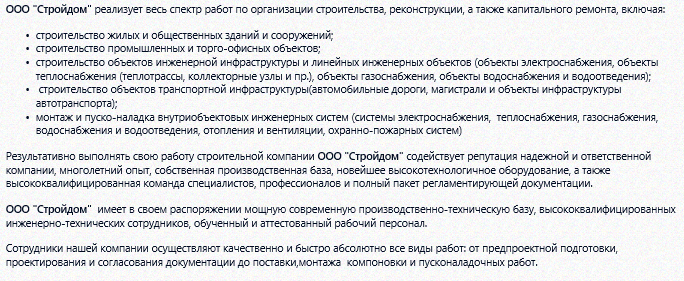 ООО "Стройдом" реализует весь спектр работ по организации строительства, реконструкции, а также капитального ремонта, включая:
• строительство жилых и общественных зданий и сооружений;
• строительство промышленных и торго-офисных объектов;
• строительство объектов инженерной инфраструктуры и линейных инженерных объектов (объекты электроснабжения, объекты
теплоснабжения (теплотрассы, коллекторные узлы и пр.), объекты газоснабжения, объекты водоснабжения и водоотведения);
• строительство объектов транспортной инфраструктуры(автомобильные дороги, магистрали и объекты инфраструктуры
автотранспорта);
• монтаж и пуско-наладка внутриобъектовых инженерных систем (системы электроснабжения, теплоснабжения, газоснабжения,
водоснабжения и водоотведения, отопления и вентиляции, охранно-пожарных систем)
Результативно выполнять свою работу строительной компании ООО "Стройдом" содействует репутация надежной и ответственной
компании, многолетний опыт, собственная производственная база, новейшее высокотехнологичное оборудование, а также
высококвалифицированная команда специалистов, профессионалов и полный пакет регламентирующей документации.
ООО "Стройдом" имеет в своем распоряжении мощную современную производственно-техническую базу, высококвалифицированных
инженерно-технических сотрудников, обученный и аттестованный рабочий персонал.
Сотрудники нашей компании осуществляют качественно и быстро абсолютно все виды работ: от предпроектной подготовки,
проектирования и согласования документации до поставки,монтажа компоновки и пусконаладочных работ.